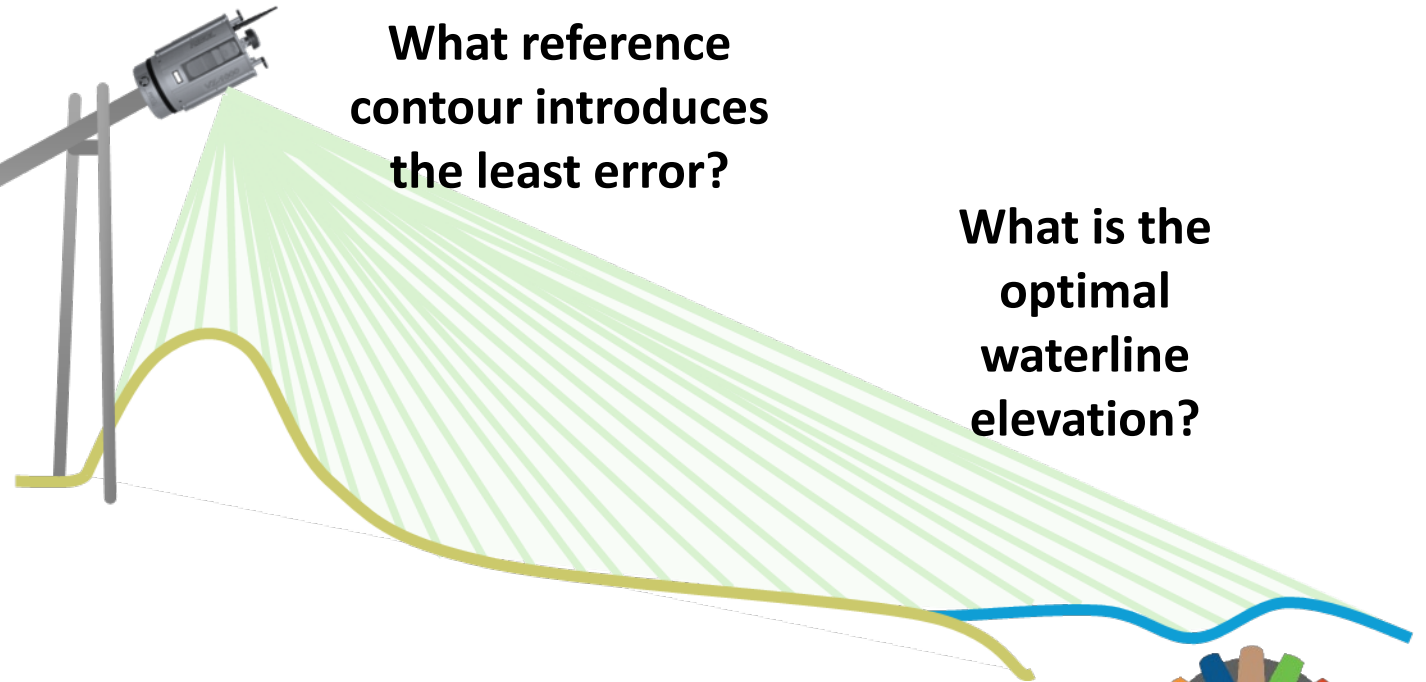 What reference
contour introduces
the least error?
What is the
optimal
waterline
elevation?